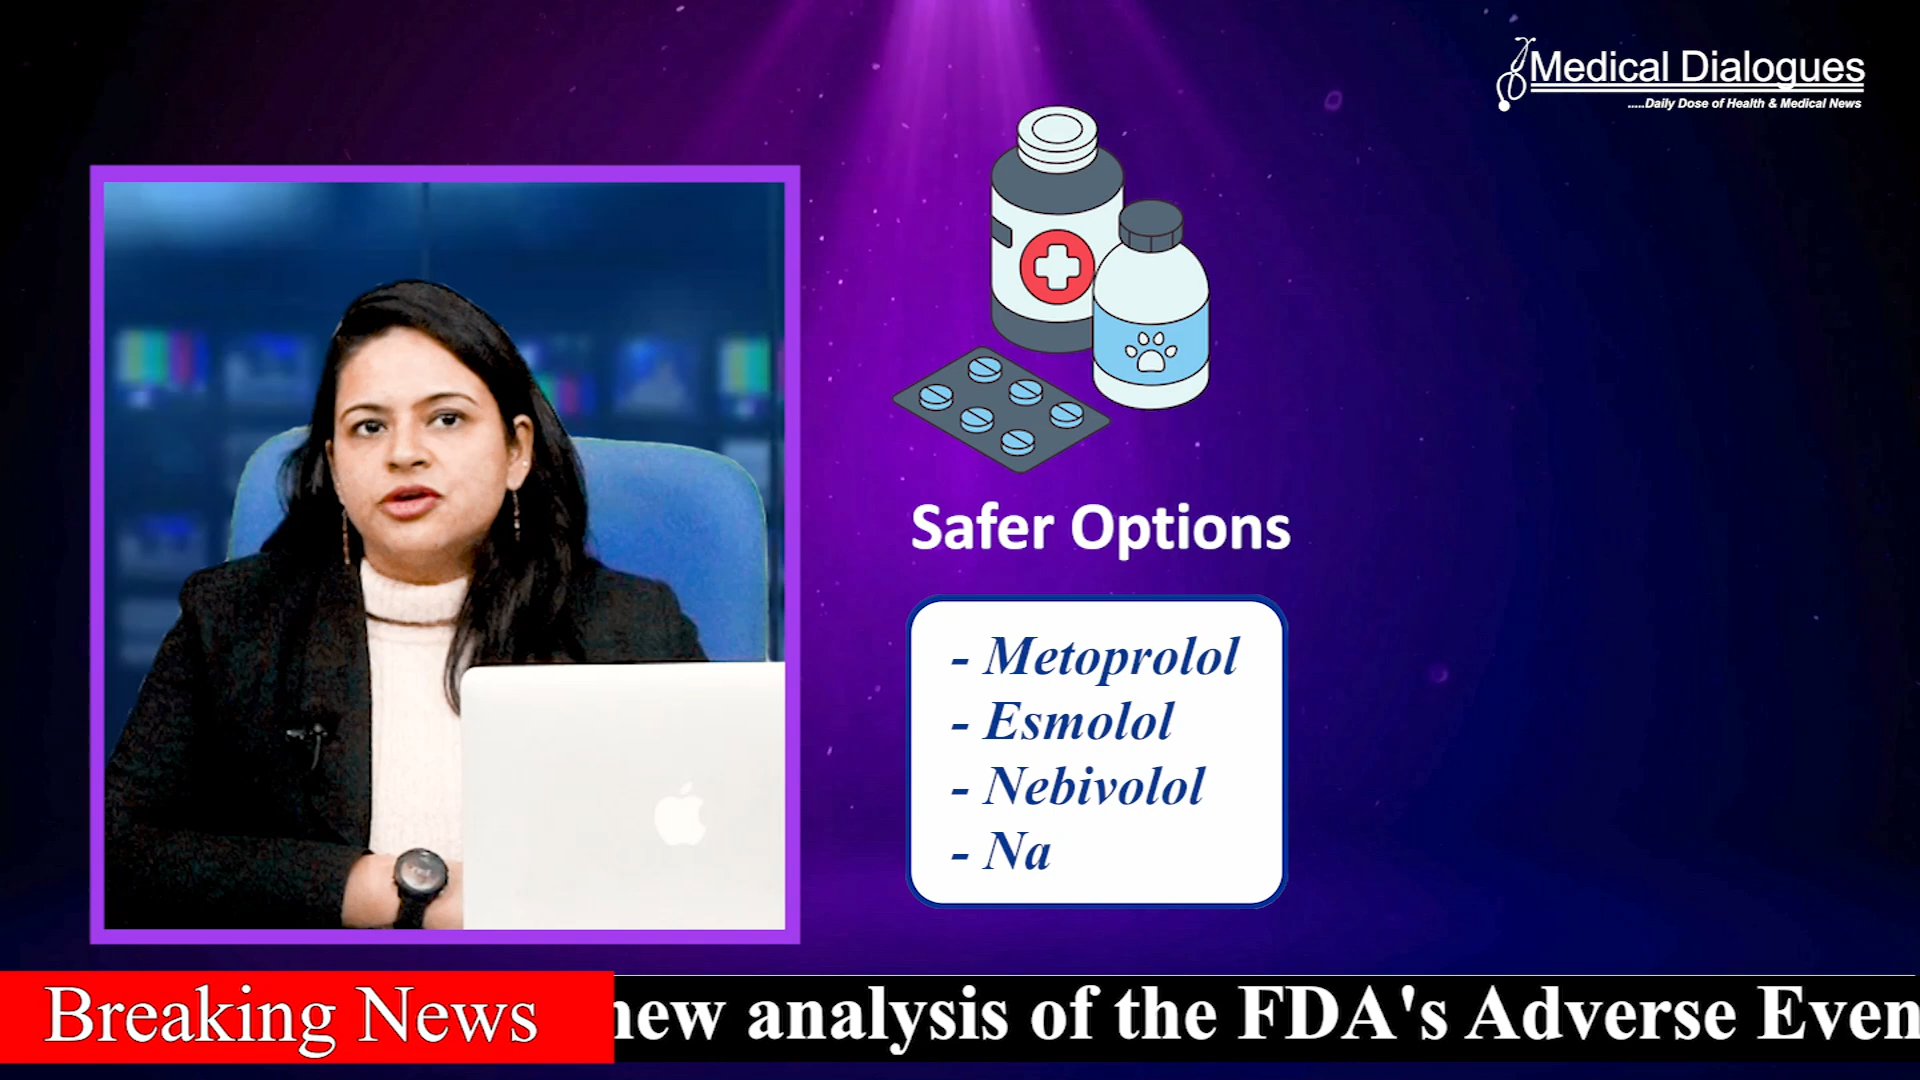 Medical Dialogues
.....Daily Dose of Health & Medical News
Safer Options
- Metoprolol
- Esmolol
- Nebivolol
- Na
Breaking News
new analysis of the FDA's Adverse Even